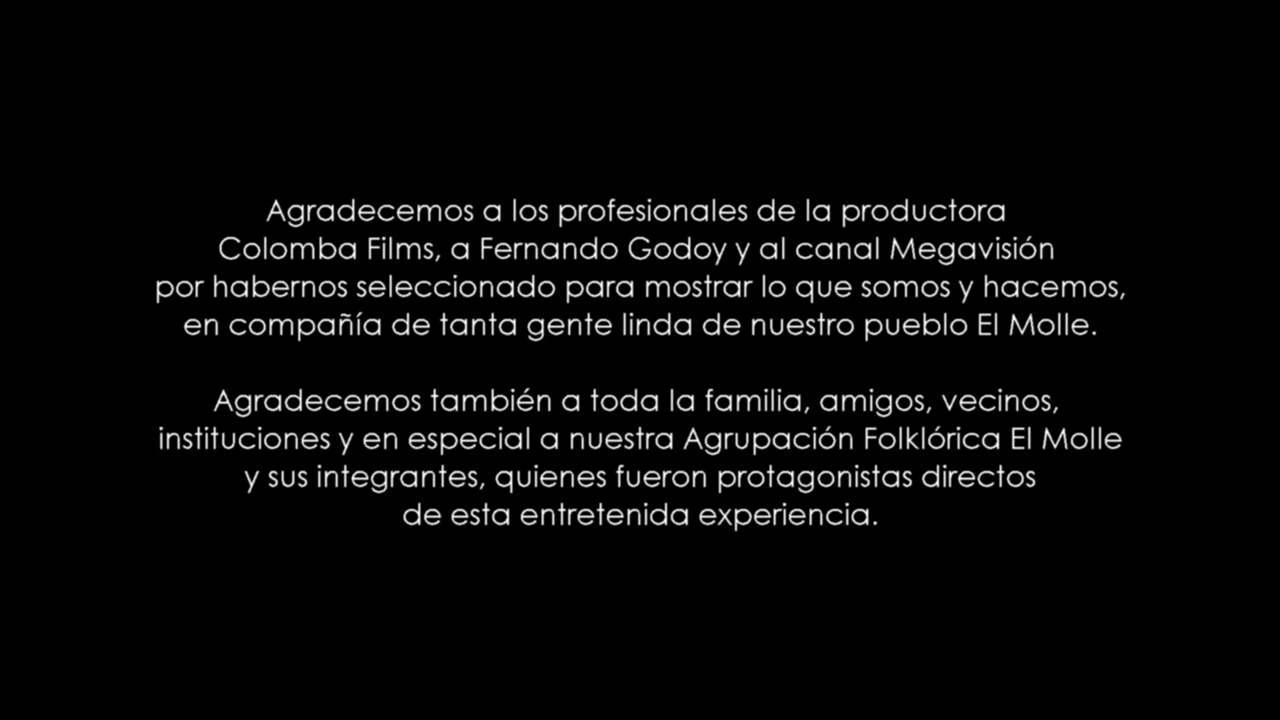 Agradecemos a los profesionales de la productora
Colomba Films, a Fernando Godoy y al canal Megavisión
por habernos seleccionado para mostrar lo que somos y hacemos,
en compañía de tanta gente linda de nuestro pueblo El Molle.
Agradecemos también a toda la familia, amigos, vecinos,
instituciones y en especial a nuestra Agrupación Folklórica El Molle
y sus integrantes, quienes fueron protagonistas directos
de esta entretenida experiencia.